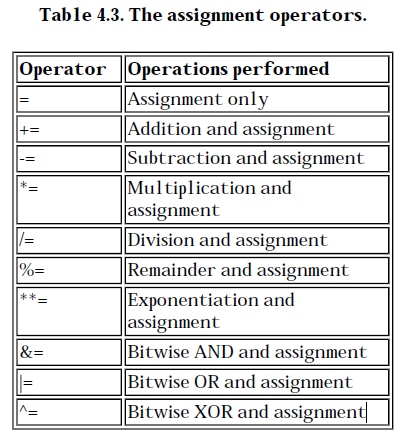 Table 4.3. The assignment operators.
Operator Operations performed
= Assignment only
+= Addition and assignment
-= Subtraction and assignment
*= Multiplication and
assignment
/= Division and assignment
%= Remainder and assignment
**= Exponentiation and
assignment
&= Bitwise AND and assignment
|= Bitwise OR and assignment
^= Bitwise XOR and assignment